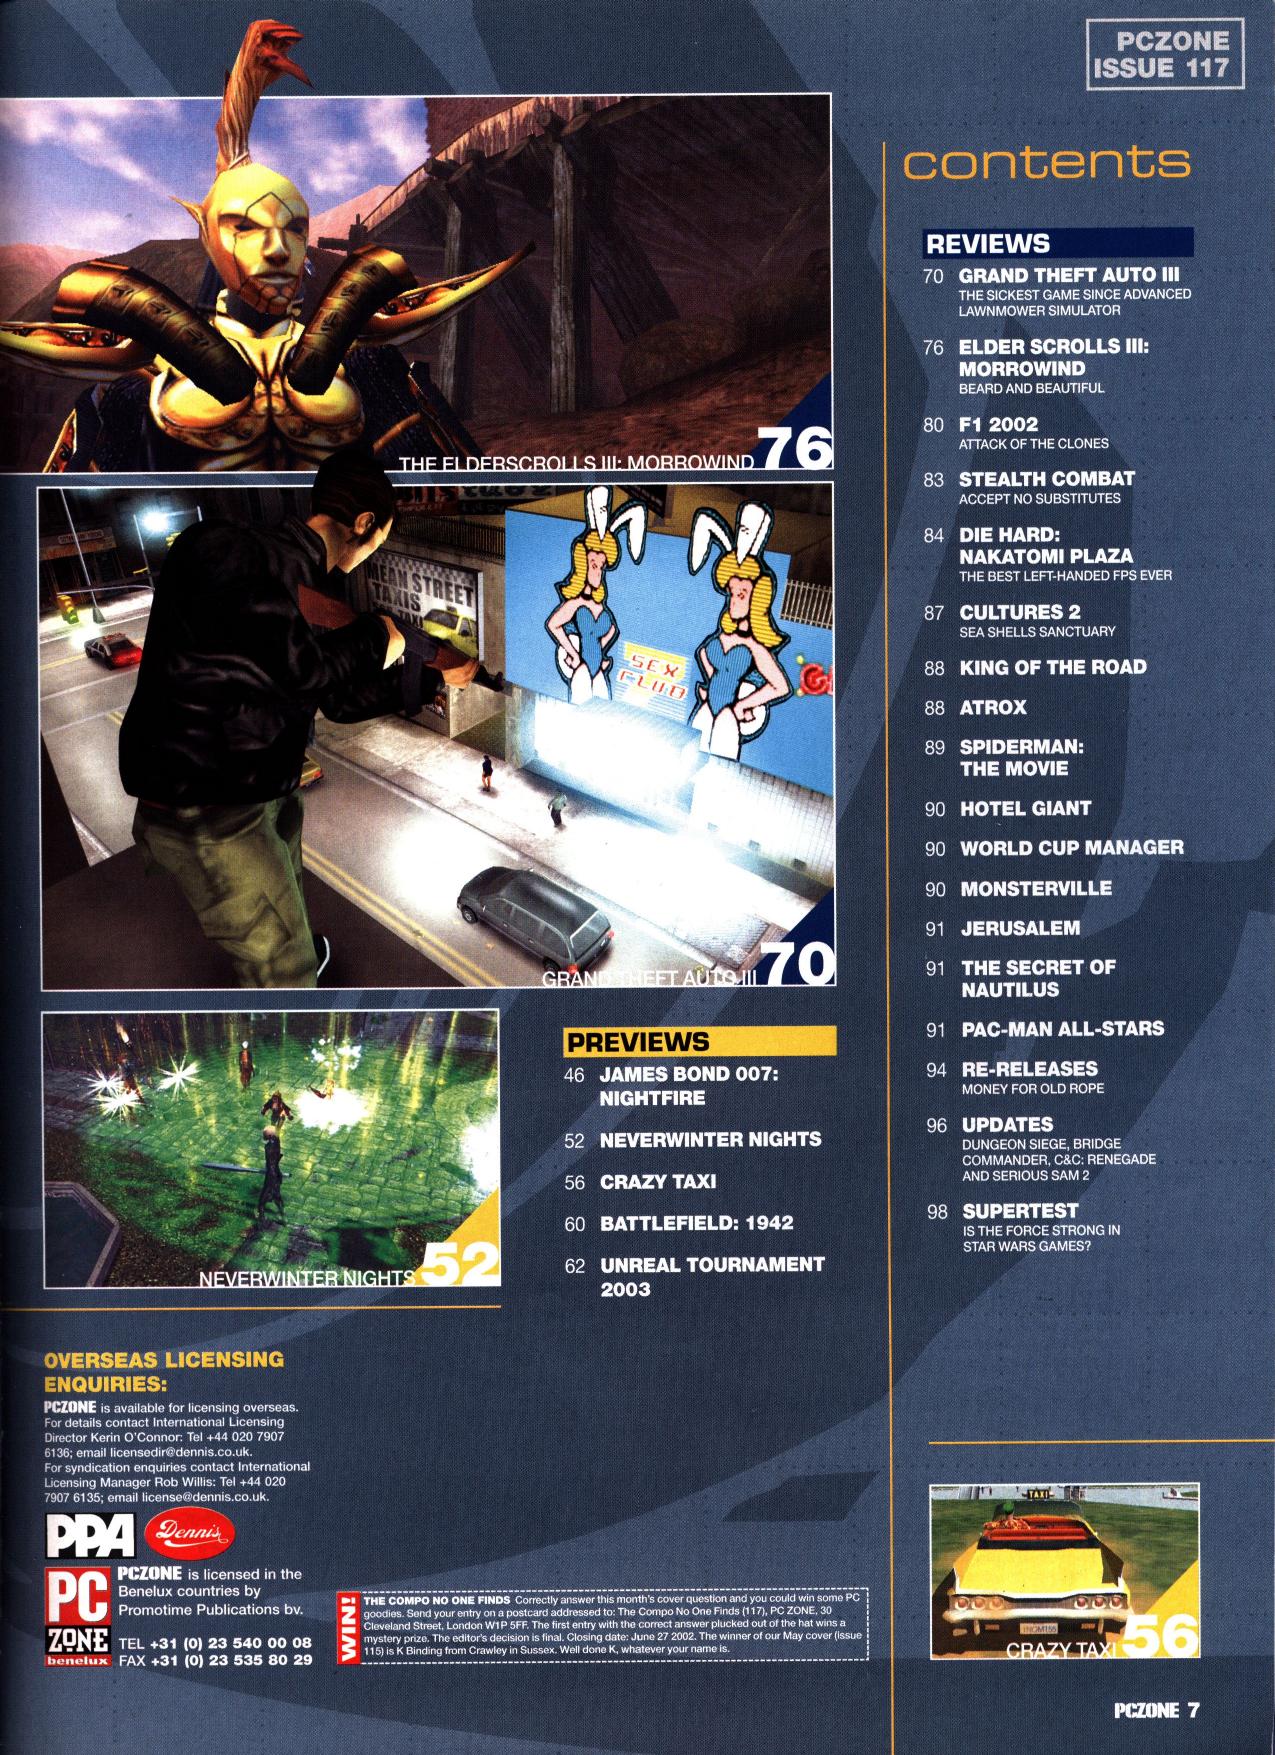 PCZONE
ISSUE 117
contents
REVIEWS
70 GRAND THEFT AUTO III
THE SICKEST GAME SINCE ADVANCED
LAWNMOWER SIMULATOR
76 ELDER SCROLLS III:
MORROWIND
BEARD AND BEAUTIFUL
80 F1 2002
ATTACK OF THE CLONES
83 STEALTH COMBAT
ACCEPT NO SUBSTITUTES
84 DIE HARD:
NAKATOMI PLAZA
THE BEST LEFT-HANDED FPS EVER
87 CULTURES 2
SEA SHELLS SANCTUARY
88 KING OF THE ROAD
88 ATROX
89 SPIDERMAN:
THE MOVIE
90 HOTEL GIANT
90 WORLD CUP MANAGER
90 MONSTERVILLE
91 JERUSALEM
91 THE SECRET OF
NAUTILUS
91 PAC-MAN ALL-STARS
94 RE-RELEASES
MONEY FOR OLD ROPE
96 UPDATES
DUNGEON SIEGE, BRIDGE
COMMANDER, C&C: RENEGADE
AND SERIOUS SAM 2
98 SUPERTEST
IS THE FORCE STRONG IN
STAR WARS GAMES?
THE ELDERSCROLLS III: MORROWIND 76
MEAN STREET
TAXIS
SEX
CLUB
GRAND THEFT AUTO III 70
NEVERWINTER NIGHTS 52
PREVIEWS
46 JAMES BOND 007:
NIGHTFIRE
52 NEVERWINTER NIGHTS
56 CRAZY TAXI
60 BATTLEFIELD: 1942
62 UNREAL TOURNAMENT
2003
OVERSEAS LICENSING
ENQUIRIES:
PCZONE is available for licensing overseas.
For details contact International Licensing
Director Kerin O'Connor: Tel +44 020 7907
6136; email licensedir@dennis.co.uk.
For syndication enquiries contact International
Licensing Manager Rob Willis: Tel +44 020
7907 6135; email license@dennis.co.uk.
PPA
Dennis
PC
ZONE
benelux
PCZONE is licensed in the
Benelux countries by
Promotime Publications bv.
TEL +31 (0) 23 540 00 08
FAX +31 (0) 23 535 80 29
WIN!
THE COMPO NO ONE FINDS Correctly answer this month's cover question and you could win some PC
goodies. Send your entry on a postcard addressed to: The Compo No One Finds (117), PC ZONE, 30
Cleveland Street, London W1P 5FF. The first entry with the correct answer plucked out of the hat wins a
mystery prize. The editor's decision is final. Closing date: June 27 2002. The winner of our May cover (issue
115) is K Binding from Crawley in Sussex. Well done K, whatever your name is.
TAXI
CRAZY TAXI 56
PCZONE 7